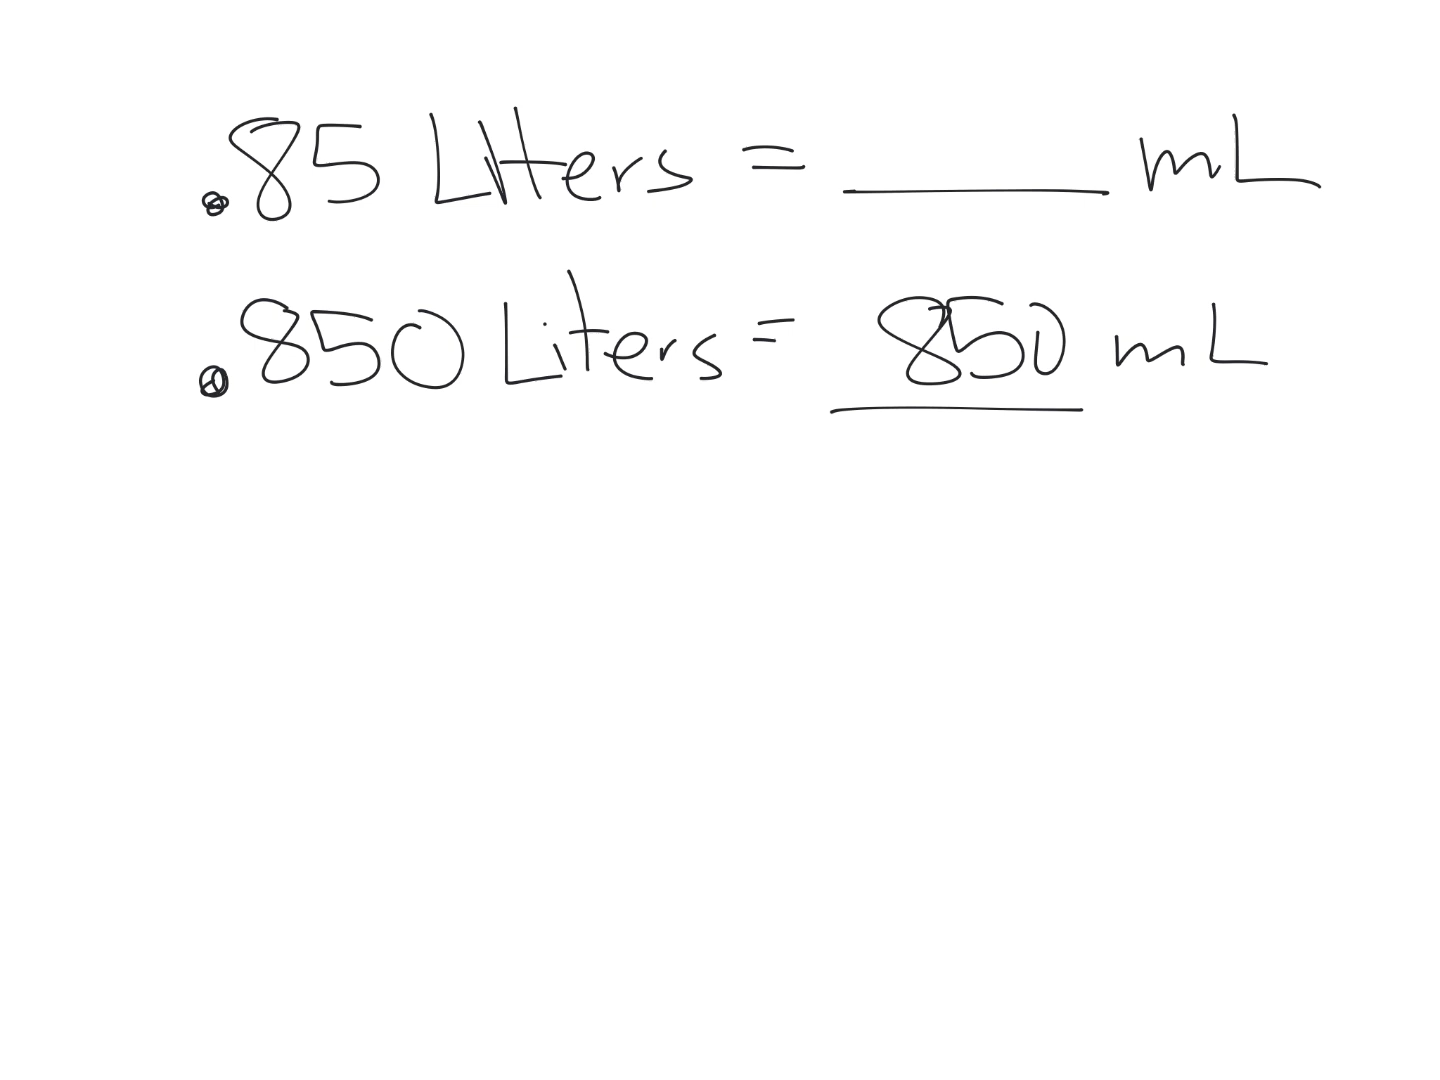 .85 Liters = ______ mL
.850 Liters = 850 mL